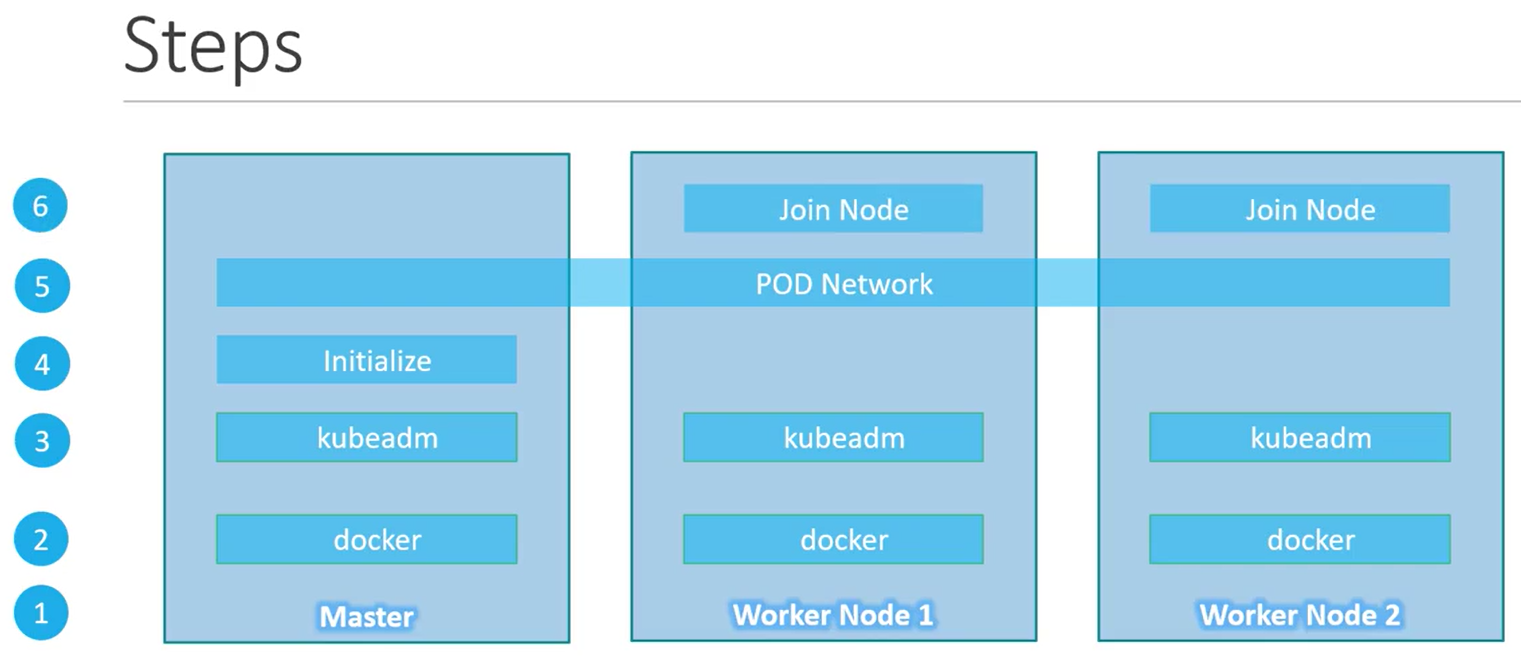 Steps
6
Join Node
Join Node
5
POD Network
4
Initialize
3
kubeadm
kubeadm
kubeadm
2
docker
docker
docker
1
Master
Worker Node 1
Worker Node 2